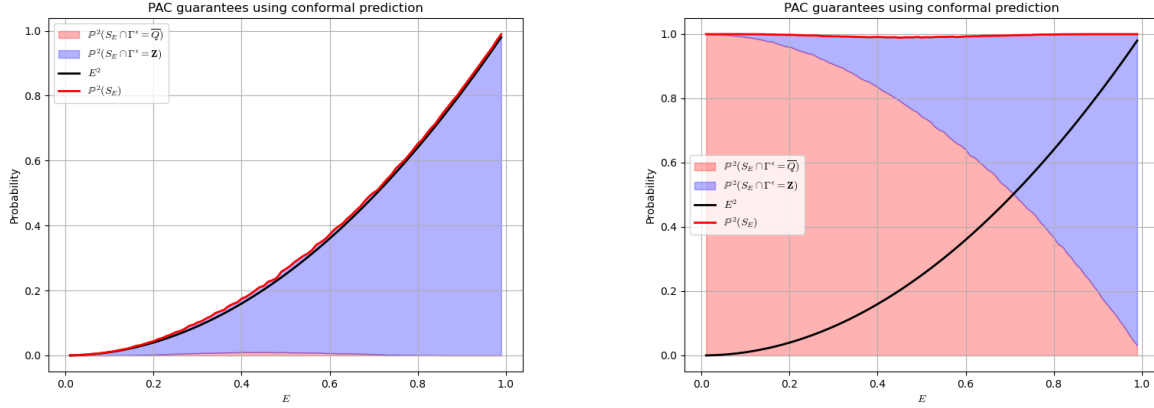 PAC guarantees using conformal prediction
ℙ²(S_E ∩ Γ^ϵ = Q̅)
ℙ²(S_E ∩ Γ^ϵ = Z)
E²
ℙ²(S_E)
Probability
1.0
0.8
0.6
0.4
0.2
0.0
0.0 0.2 0.4 0.6 0.8 1.0
E
PAC guarantees using conformal prediction
1.0
0.8
0.6
0.4
0.2
0.0
Probability
ℙ²(S_E ∩ Γ^ϵ = Q̅)
ℙ²(S_E ∩ Γ^ϵ = Z)
E²
ℙ²(S_E)
0.0 0.2 0.4 0.6 0.8 1.0
E